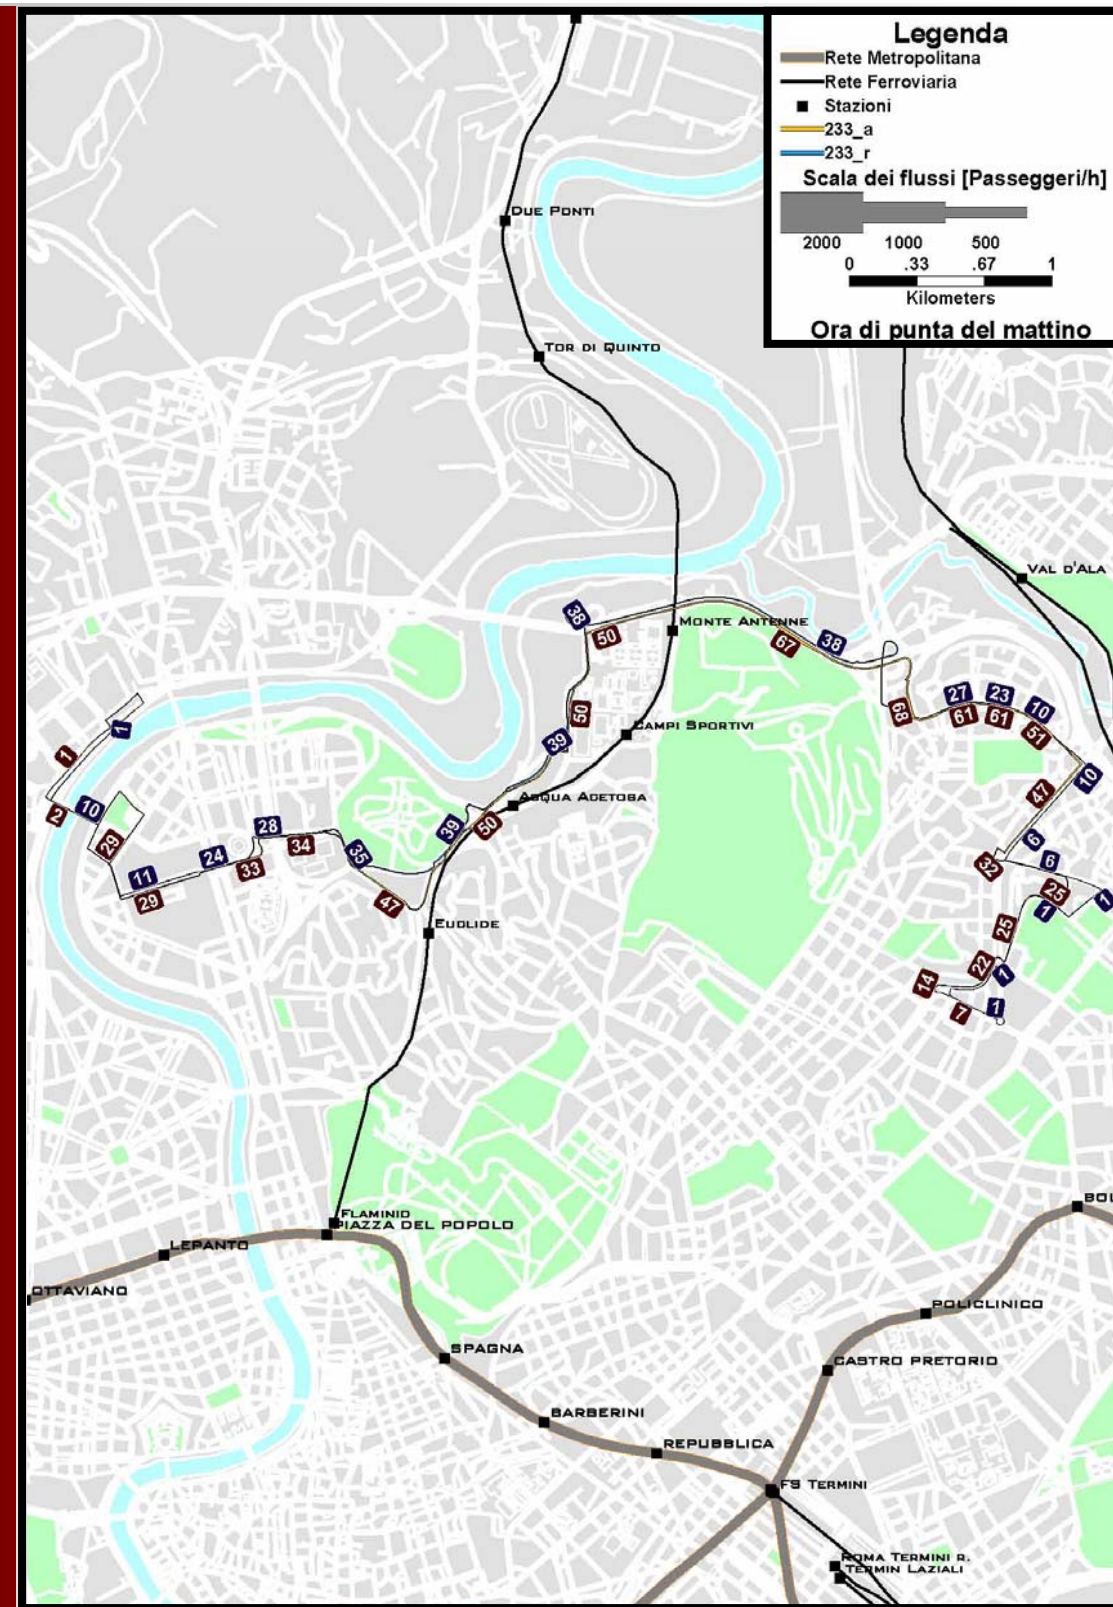 Legenda
Rete Metropolitana
Rete Ferroviaria
Stazioni
233_a
233_r
Scala dei flussi [Passeggeri/h]
2000 1000 500
0 .33 .67 1
Kilometers
Ora di punta del mattino
DUE PONTI
TOR DI QUINTO
VAL D'ALA
38
50
MONTE ANTENNE
67
38
68
27
23
10
61
61
51
50
CAMPI SPORTIVI
39
1
1
10
47
2
10
ACQUA ACETOSA
39
50
29
28
34
33
24
35
11
29
47
6
32
6
25
1
1
EUCLIDE
25
22
1
14
7
1
FLAMINIO
PIAZZA DEL POPOLO
LEPANTO
OTTAVIANO
BOL
POLICLINICO
SPAGNA
CASTRO PRETORIO
BARBERINI
REPUBBLICA
FS TERMINI
ROMA TERMINI R.
TERMIN LAZIALI